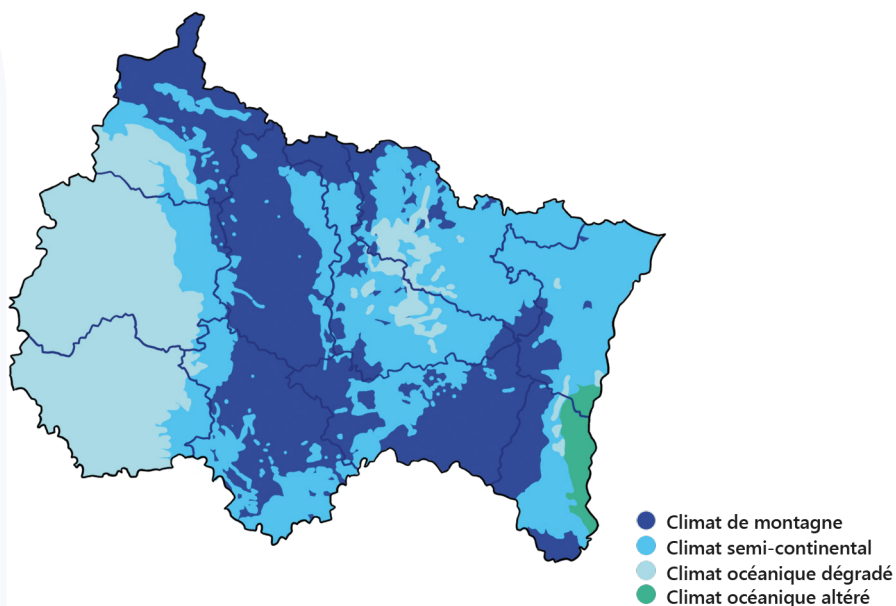 Climat de montagne
Climat semi-continental
Climat océanique dégradé
Climat océanique altéré